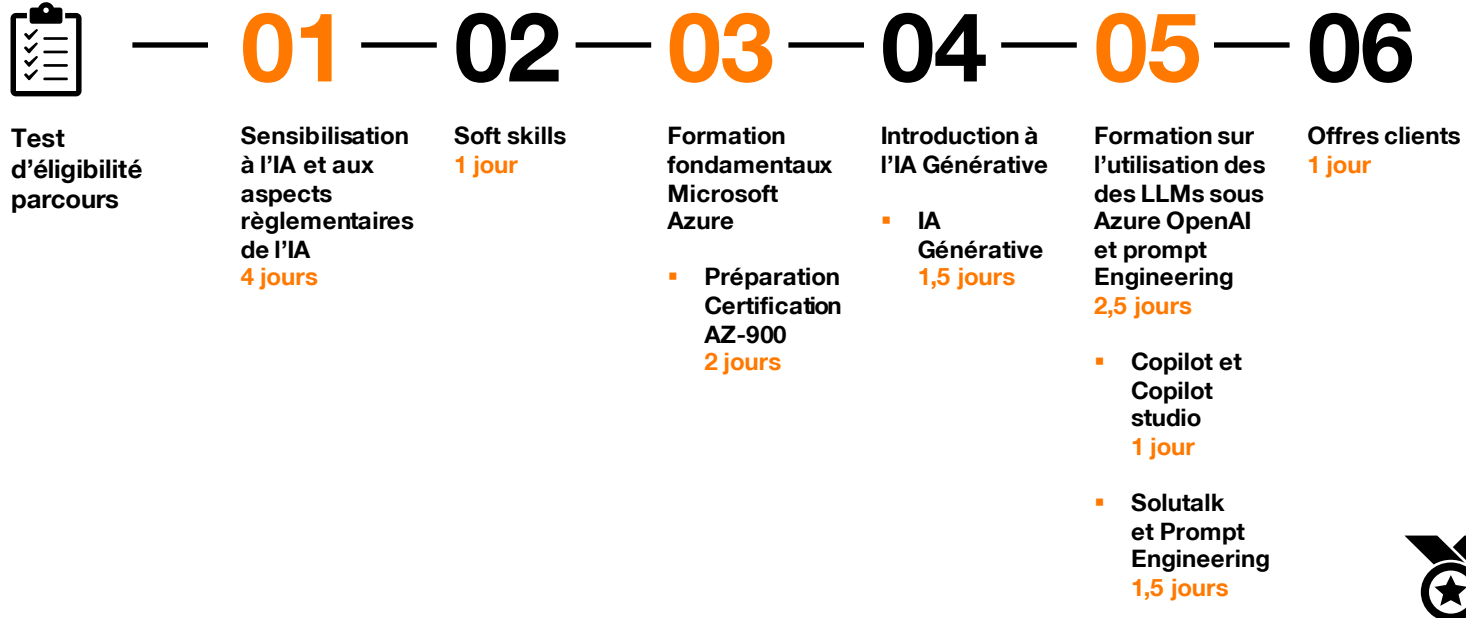 01
02
03
04
05
06
Test
d’éligibilité
parcours
Sensibilisation
à l’IA et aux
aspects
règlementaires
de l’IA
4 jours
Soft skills
1 jour
Formation
fondamentaux
Microsoft
Azure
▪ Préparation
Certification
AZ-900
2 jours
Introduction à
l’IA Générative
▪ IA
Générative
1,5 jours
Formation sur
l’utilisation des
des LLMs sous
Azure OpenAI
et prompt
Engineering
2,5 jours
▪ Copilot et
Copilot
studio
1 jour
▪ Solutalk
et Prompt
Engineering
1,5 jours
Offres clients
1 jour